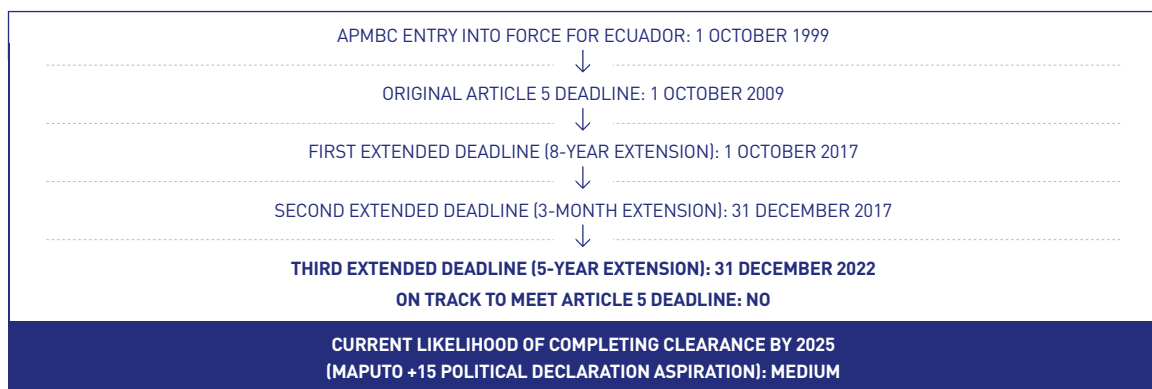 APMBC ENTRY INTO FORCE FOR ECUADOR: 1 OCTOBER 1999
ORIGINAL ARTICLE 5 DEADLINE: 1 OCTOBER 2009
FIRST EXTENDED DEADLINE (8-YEAR EXTENSION): 1 OCTOBER 2017
SECOND EXTENDED DEADLINE (3-MONTH EXTENSION): 31 DECEMBER 2017
THIRD EXTENDED DEADLINE (5-YEAR EXTENSION): 31 DECEMBER 2022
ON TRACK TO MEET ARTICLE 5 DEADLINE: NO
CURRENT LIKELIHOOD OF COMPLETING CLEARANCE BY 2025
(MAPUTO +15 POLITICAL DECLARATION ASPIRATION): MEDIUM